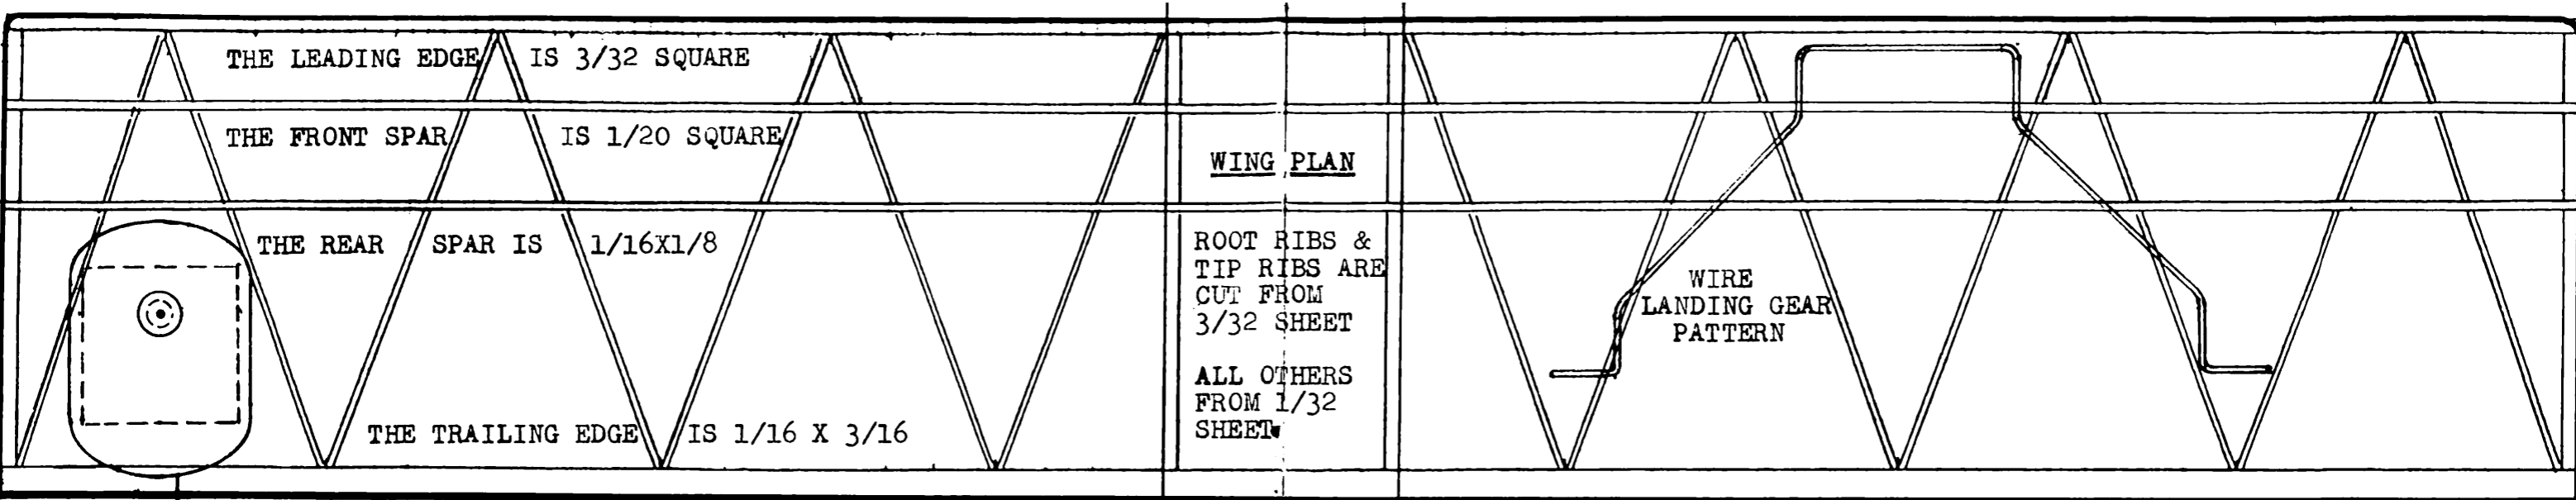 THE LEADING EDGE IS 3/32 SQUARE
THE FRONT SPAR IS 1/20 SQUARE
THE REAR SPAR IS 1/16X1/8
THE TRAILING EDGE IS 1/16 X 3/16
WING PLAN
ROOT RIBS &
TIP RIBS ARE
CUT FROM
3/32 SHEET
ALL OTHERS
FROM 1/32
SHEET.
WIRE
LANDING GEAR
PATTERN